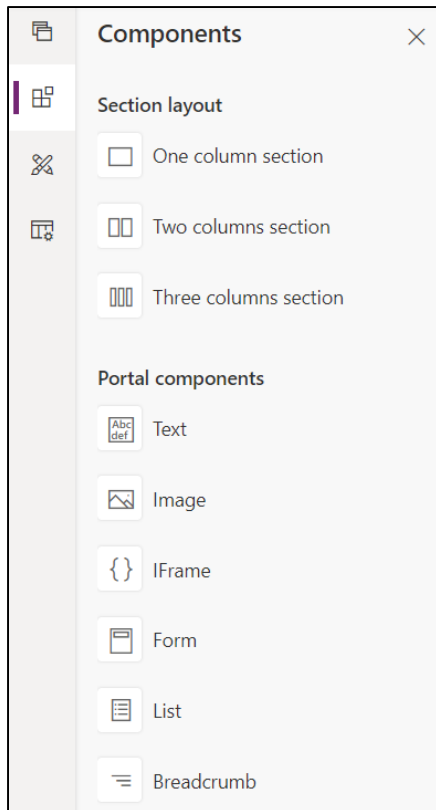 Components
Section layout
One column section
Two columns section
Three columns section
Portal components
Abc
def
Text
Image
IFrame
Form
List
Breadcrumb